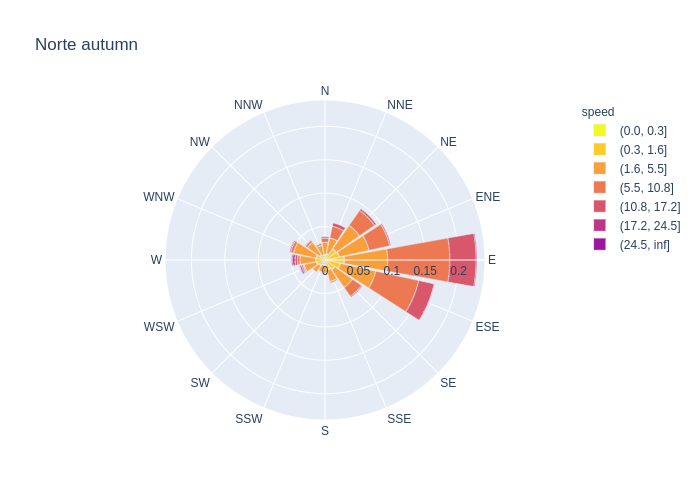 Norte autumn
N
NNW
NNE
NW
NE
WNW
ENE
W
E
0
0.05
0.1
0.15
0.2
WSW
ESE
SW
SE
SSW
SSE
S
speed
(0.0, 0.3]
(0.3, 1.6]
(1.6, 5.5]
(5.5, 10.8]
(10.8, 17.2]
(17.2, 24.5]
(24.5, inf]